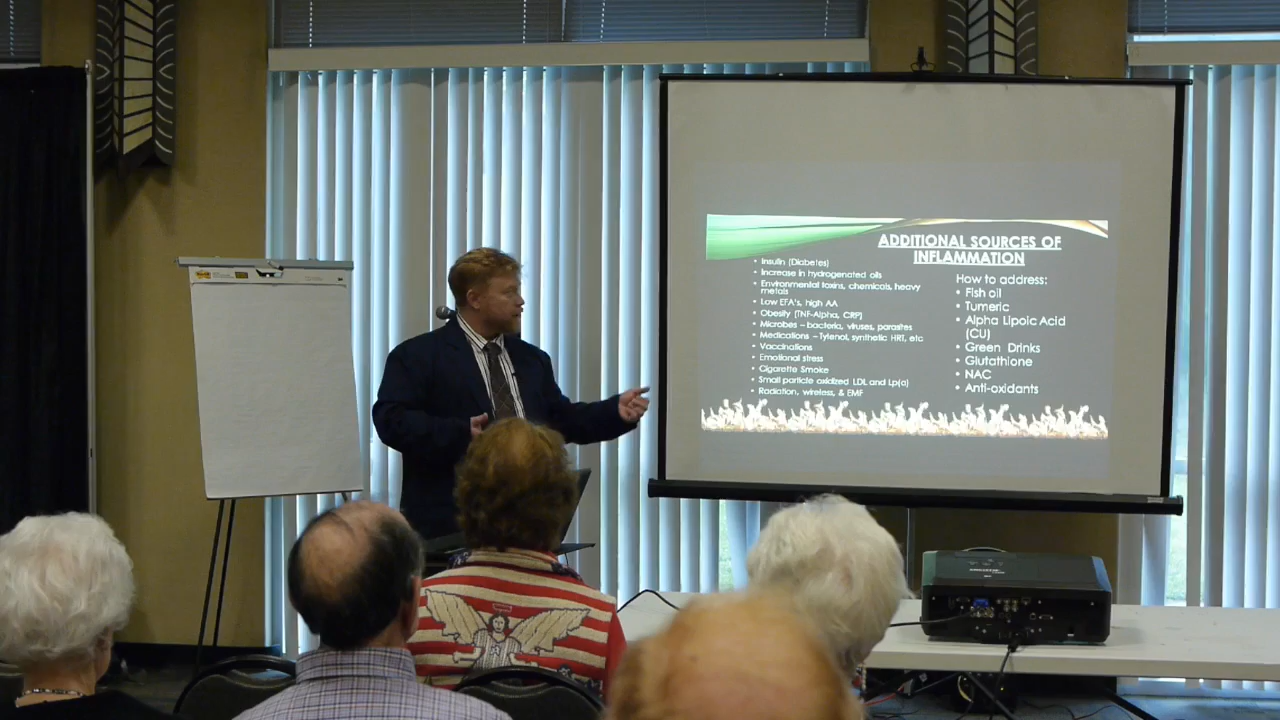 ADDITIONAL SOURCES OF
INFLAMMATION
• Insulin (Diabetes)
• Increase in hydrogenated oils
• Environmental toxins, chemicals, heavy
metals
• Low EFA's, high AA
• Obesity (TNF-Alpha, CRP)
• Microbes – bacteria, viruses, parasites
• Medications – Tylenol, synthetic HRT, etc
• Vaccinations
• Emotional stress
• Cigarette Smoke
• Small particle oxidized LDL and Lp(a)
• Radiation, wireless, & EMF
How to address:
• Fish oil
• Tumeric
• Alpha Lipoic Acid
(CU)
• Green Drinks
• Glutathione
• NAC
• Anti-oxidants